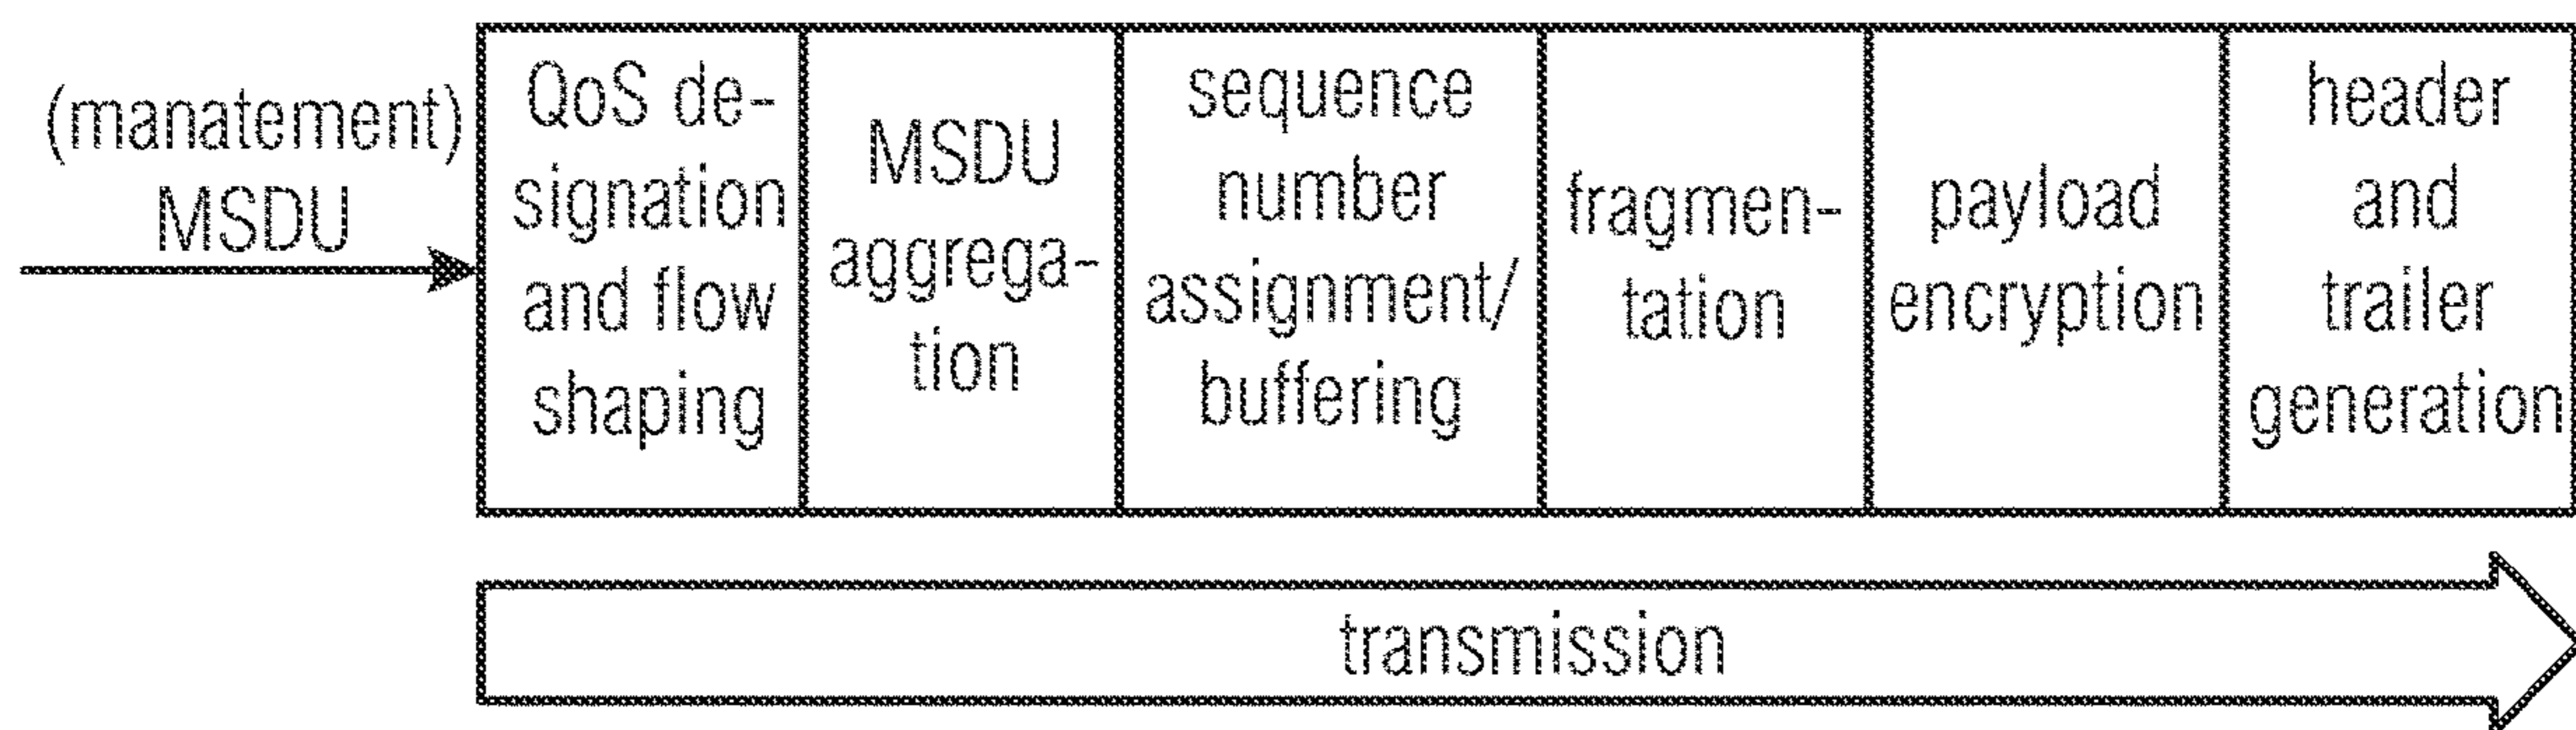 (manatement)
MSDU
QoS de-
signation
and flow
shaping
MSDU
aggrega-
tion
sequence
number
assignment/
buffering
fragmen-
tation
payload
encryption
header
and
trailer
generation
transmission